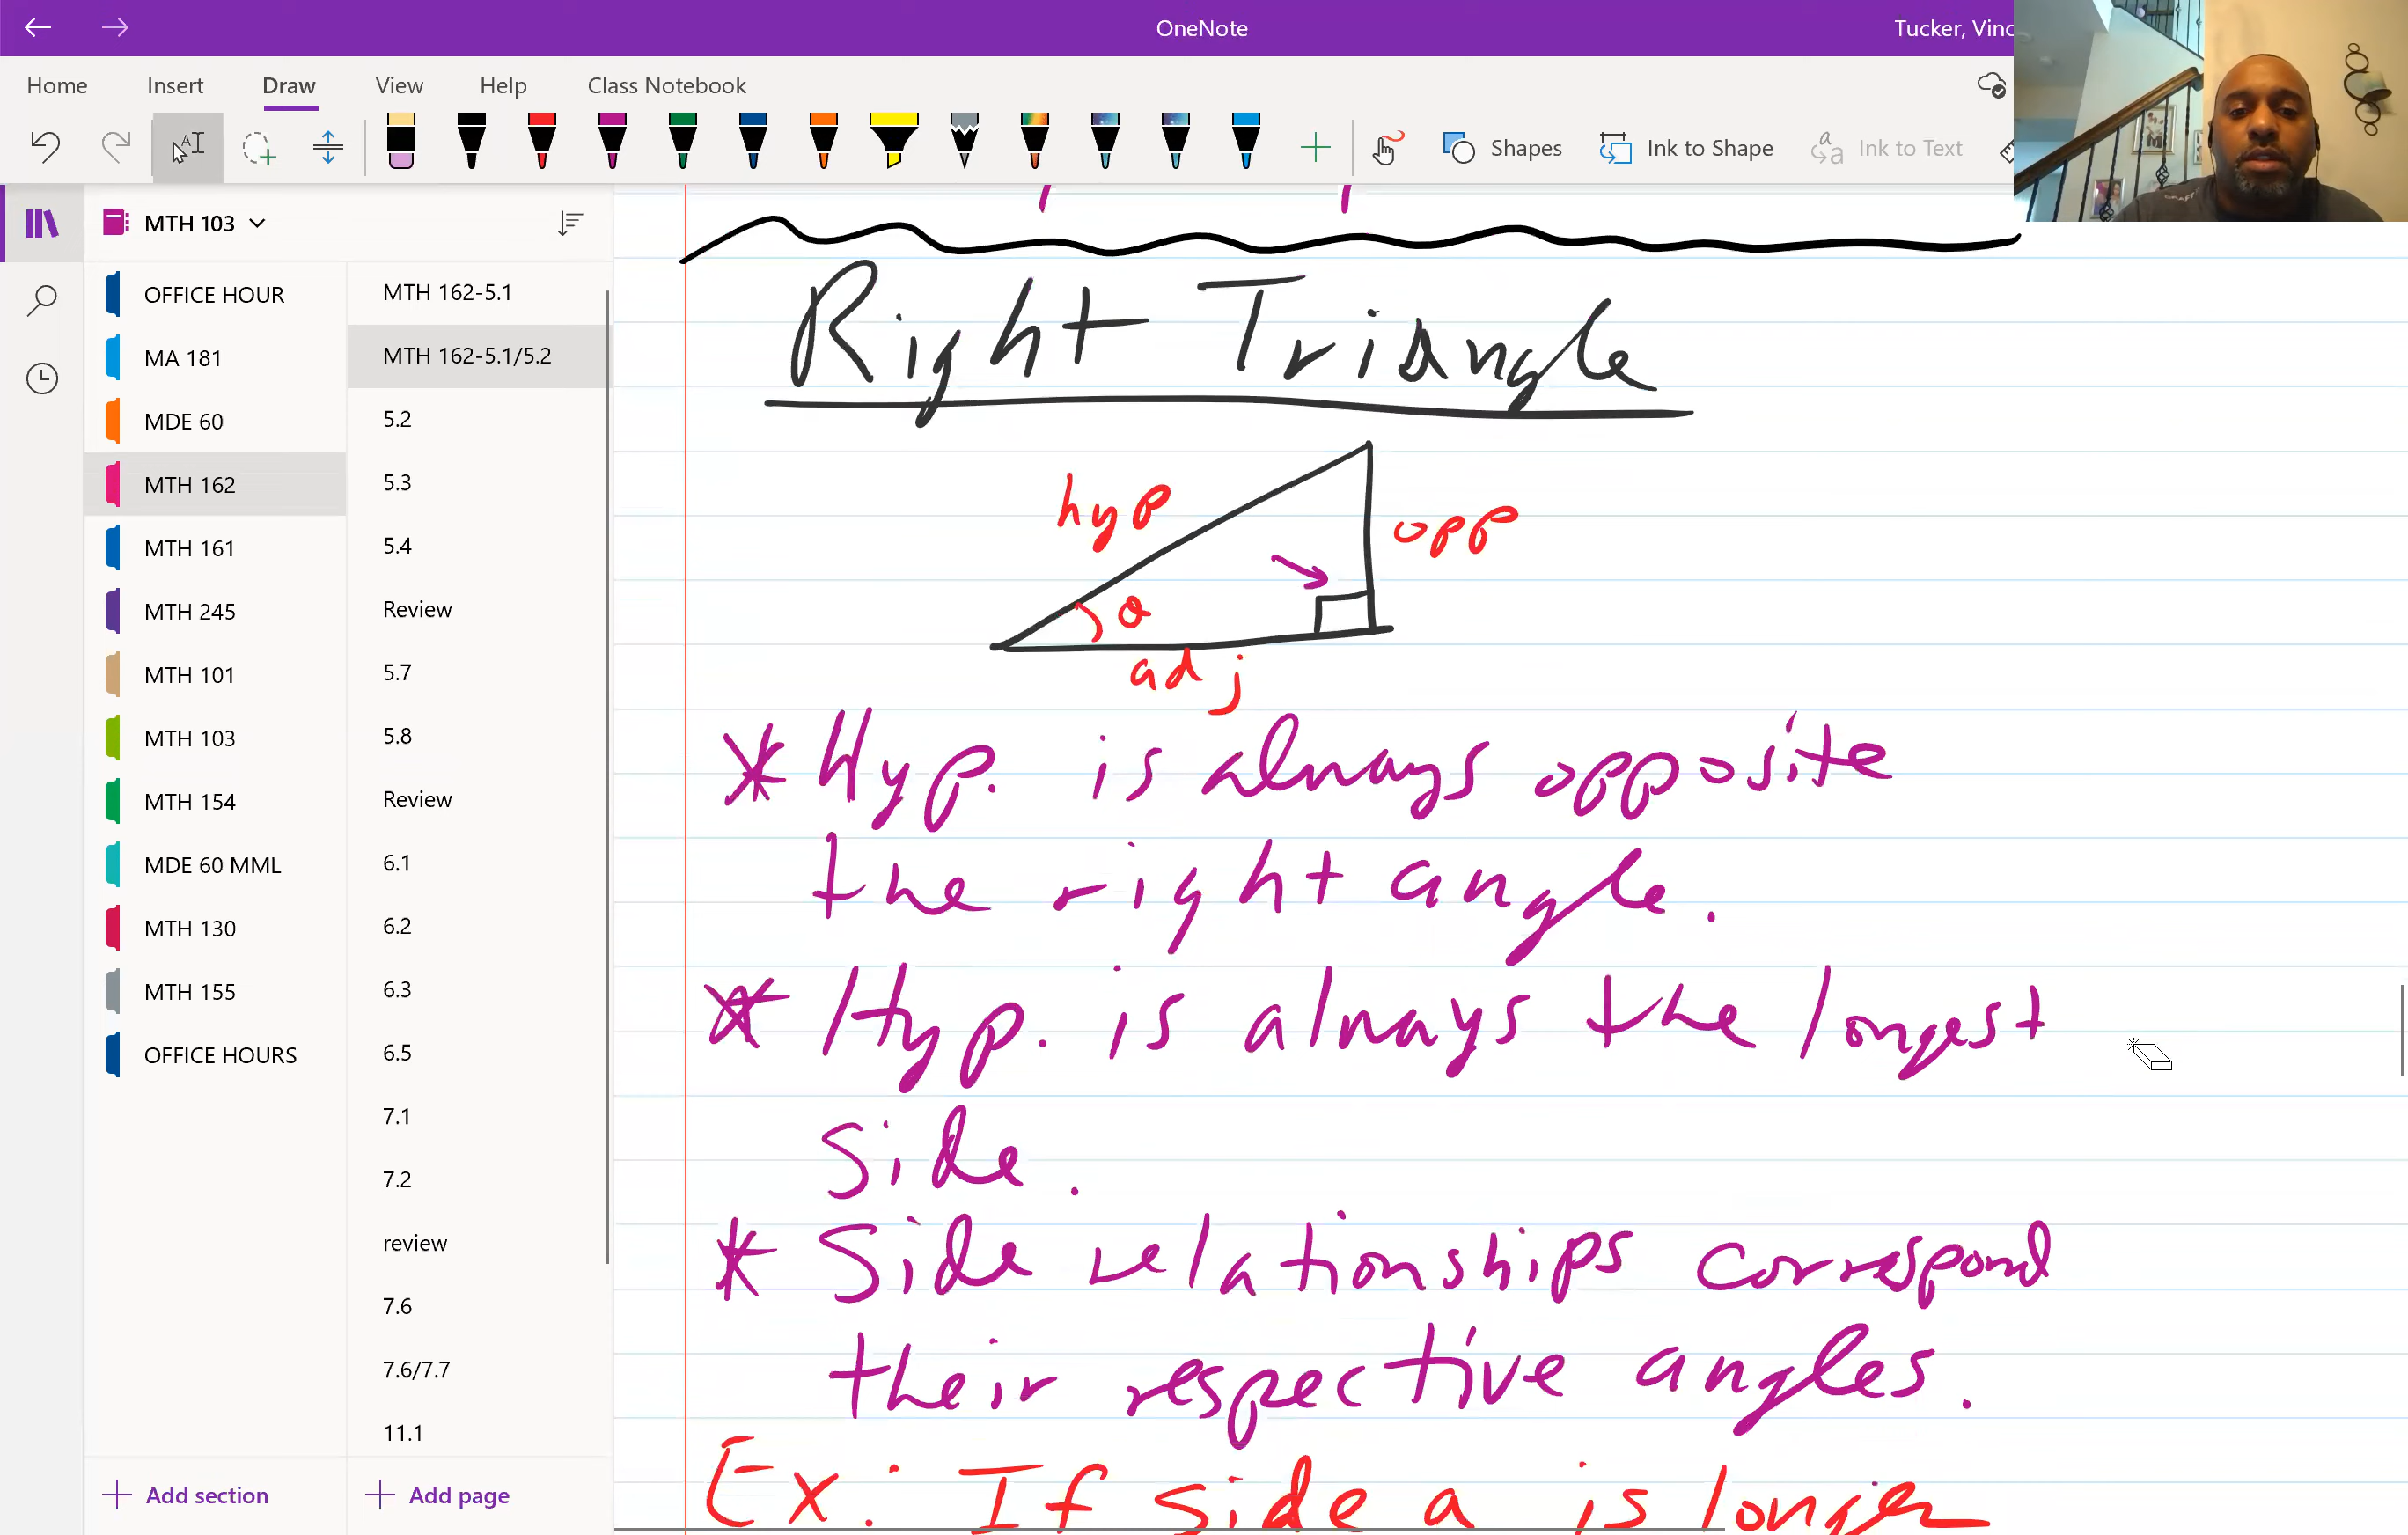 OneNote
Tucker, Vinc
Home
Insert
Draw
View
Help
Class Notebook
Shapes
Ink to Shape
Ink to Text
MTH 103
OFFICE HOUR
MA 181
MDE 60
MTH 162
MTH 161
MTH 245
MTH 101
MTH 103
MTH 154
MDE 60 MML
MTH 130
MTH 155
OFFICE HOURS
Add section
MTH 162-5.1
MTH 162-5.1/5.2
5.2
5.3
5.4
Review
5.7
5.8
Review
6.1
6.2
6.3
6.5
7.1
7.2
review
7.6
7.6/7.7
11.1
Add page
Right Triangle
hyp
opp
θ
adj
* Hyp. is always opposite
the right angle.
* Hyp. is always the longest
side.
* Side relationships correspond
their respective angles.
Ex: If side a is longer